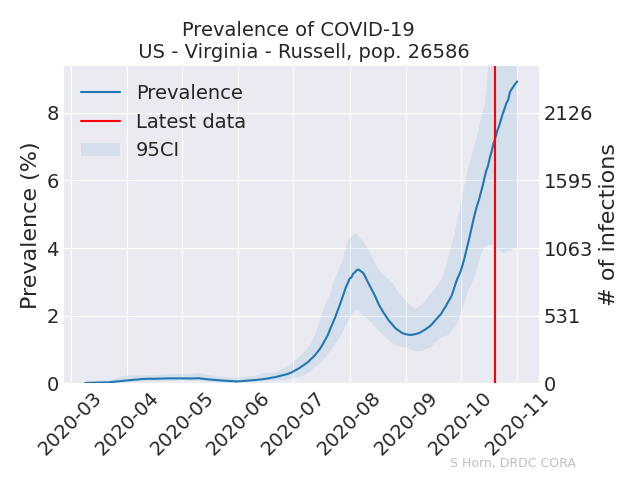 Prevalence of COVID-19
US - Virginia - Russell, pop. 26586
Prevalence
Latest data
95CI
Prevalence (%)
8
6
4
2
0
2126
1595
1063
531
0
# of infections
2020-03
2020-04
2020-05
2020-06
2020-07
2020-08
2020-09
2020-10
2020-11
S Horn, DRDC CORA